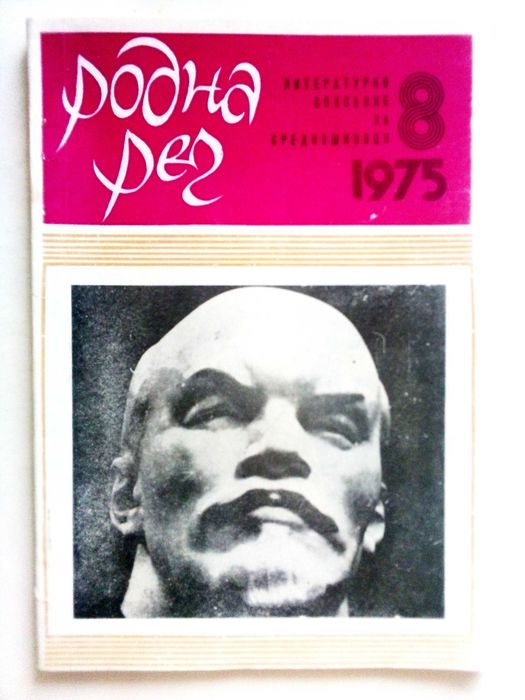 родна
реч
ЛИТЕРАТУРНО
СПИСАНИЕ
ЗА
СРЕДНОШКОЛЦИ
8
1975